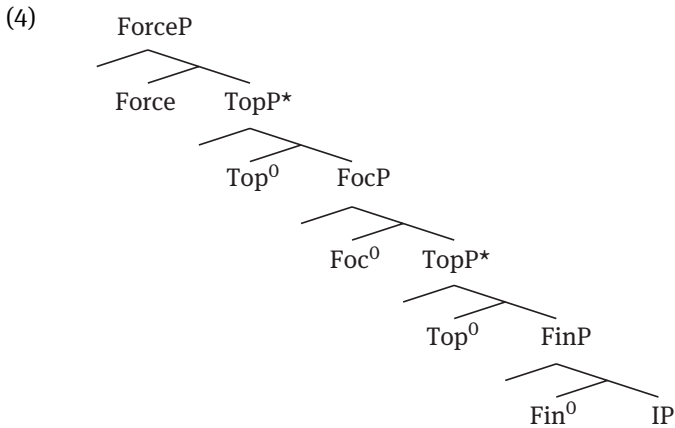 (4)
ForceP
Force TopP*
Top⁰ FocP
Foc⁰ TopP*
Top⁰ FinP
Fin⁰ IP